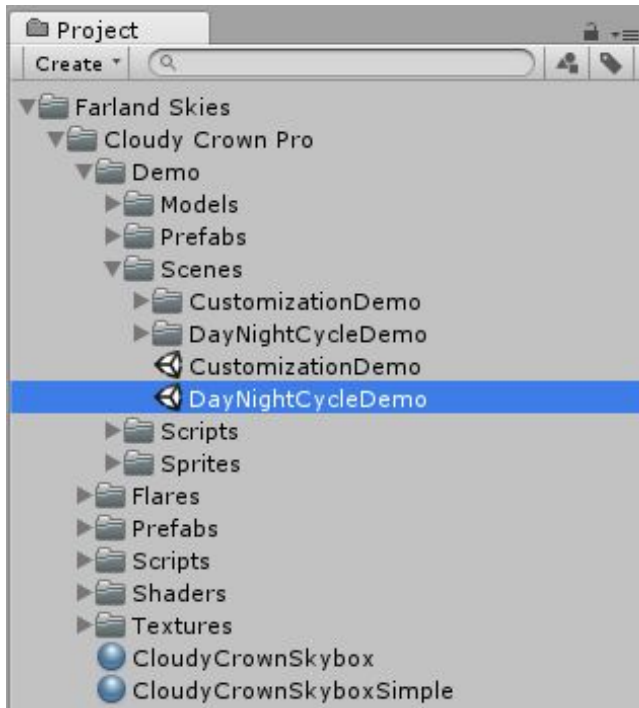 Project
Create
Farland Skies
Cloudy Crown Pro
Demo
Models
Prefabs
Scenes
CustomizationDemo
DayNightCycleDemo
CustomizationDemo
DayNightCycleDemo
Scripts
Sprites
Flares
Prefabs
Scripts
Shaders
Textures
CloudyCrownSkybox
CloudyCrownSkyboxSimple